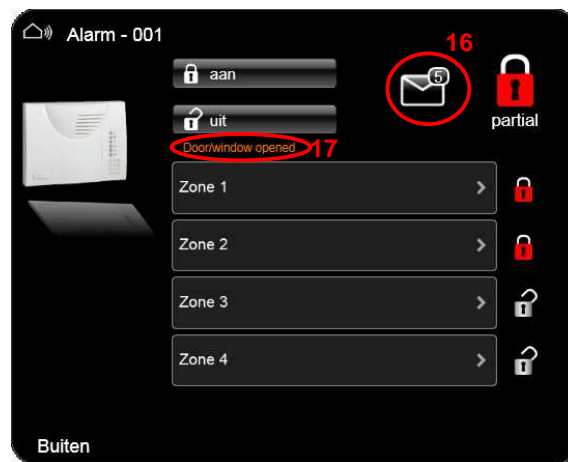 Alarm - 001
16
aan
5
uit
partial
Door/window opened 17
Zone 1
Zone 2
Zone 3
Zone 4
Buiten